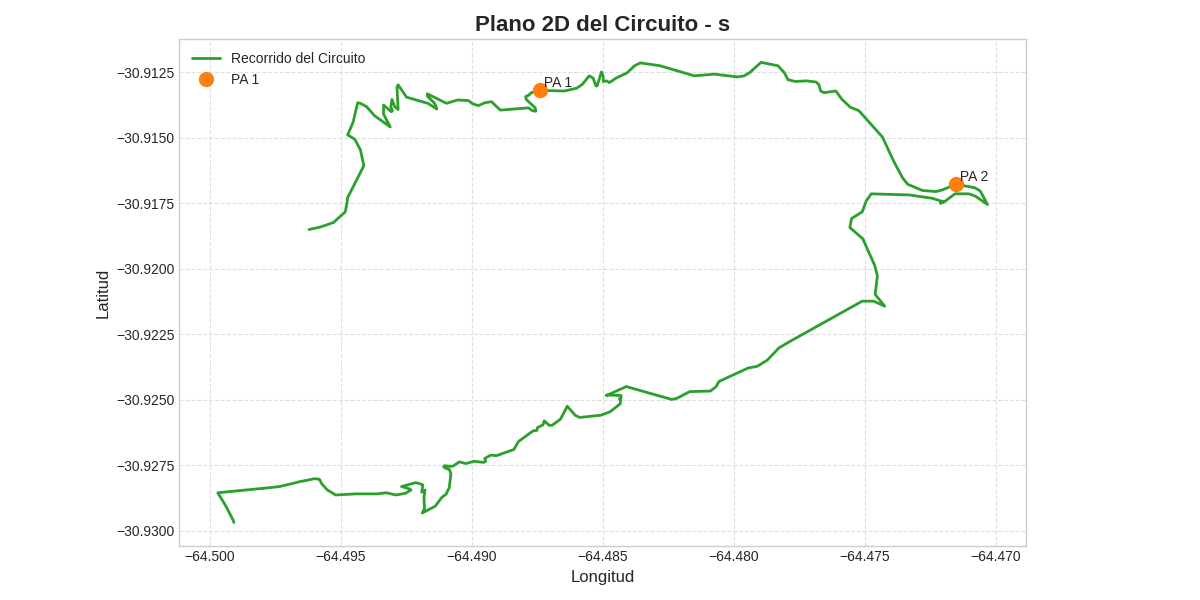 Plano 2D del Circuito - s
Recorrido del Circuito
PA 1
PA 1
PA 2
−30.9125
−30.9150
−30.9175
−30.9200
−30.9225
−30.9250
−30.9275
−30.9300
Latitud
−64.500
−64.495
−64.490
−64.485
−64.480
−64.475
−64.470
Longitud